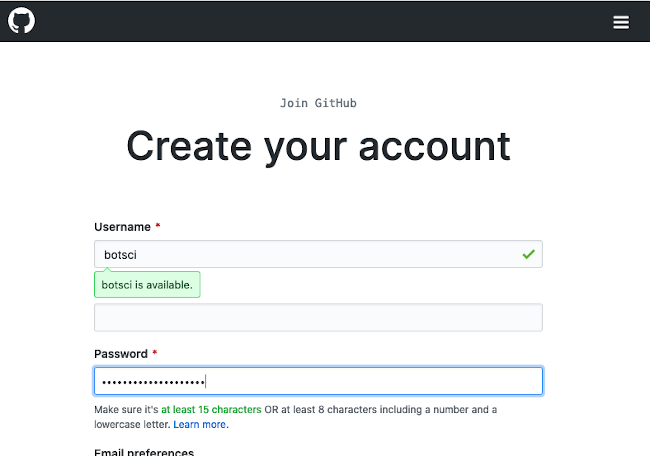 Join GitHub
Create your account
Username *
botsci
botsci is available.
Password *
••••••••••••••••••••
Make sure it's at least 15 characters OR at least 8 characters including a number and a
lowercase letter. Learn more.
Email preferences